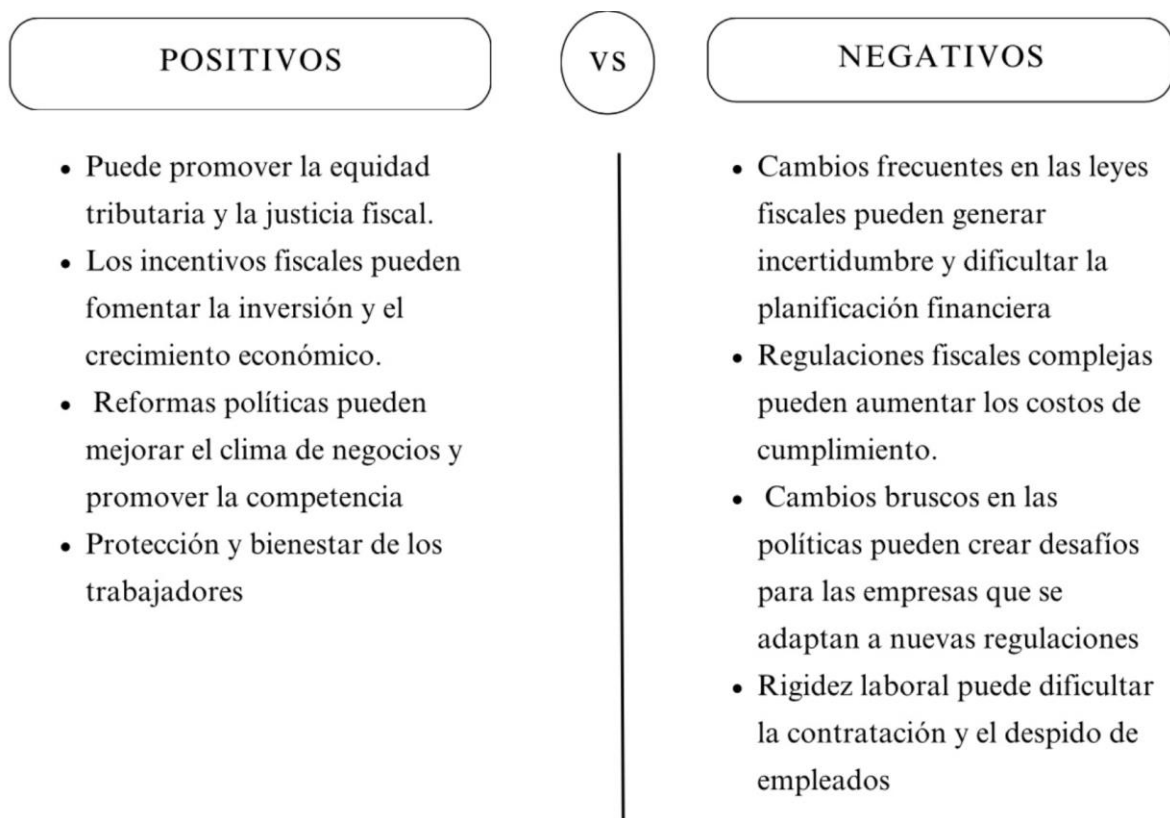 POSITIVOS
vs
NEGATIVOS
• Puede promover la equidad
tributaria y la justicia fiscal.
• Los incentivos fiscales pueden
fomentar la inversión y el
crecimiento económico.
• Reformas políticas pueden
mejorar el clima de negocios y
promover la competencia
• Protección y bienestar de los
trabajadores
• Cambios frecuentes en las leyes
fiscales pueden generar
incertidumbre y dificultar la
planificación financiera
• Regulaciones fiscales complejas
pueden aumentar los costos de
cumplimiento.
• Cambios bruscos en las
políticas pueden crear desafíos
para las empresas que se
adaptan a nuevas regulaciones
• Rigidez laboral puede dificultar
la contratación y el despido de
empleados